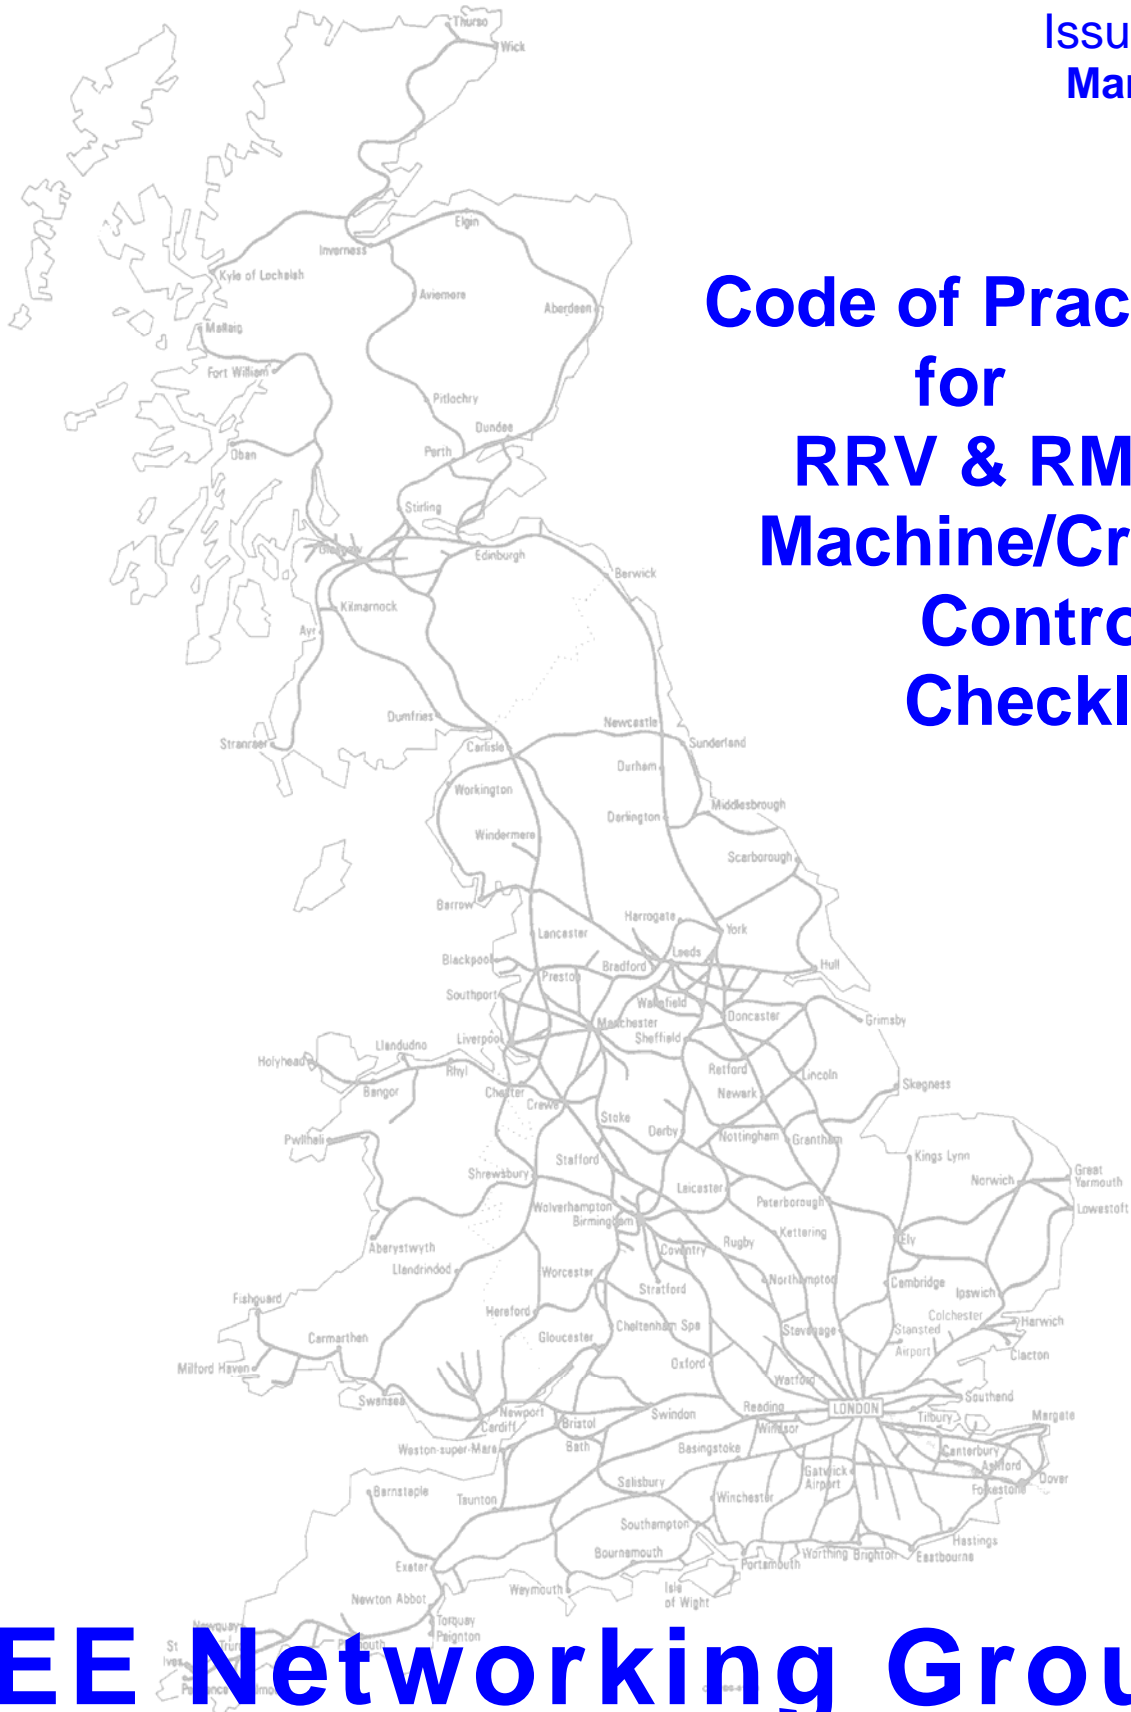 Issu
Mar
Code of Prac
for
RRV & RM
Machine/Cr
Contro
Checkl
Thurso
Wick
Elgin
Inverness
Kyle of Lochalsh
Aviemore
Aberdeen
Mallaig
Fort William
Pitlochry
Dundee
Perth
Oban
Stirling
Glasgow
Edinburgh
Berwick
Kilmarnock
Ayr
Dumfries
Newcastle
Stranraer
Carlisle
Sunderland
Durham
Workington
Middlesbrough
Darlington
Windermere
Scarborough
Barrow
Harrogate
York
Lancaster
Leeds
Blackpool
Bradford
Hull
Preston
Southport
Wakefield
Doncaster
Manchester
Grimsby
Liverpool
Sheffield
Llandudno
Holyhead
Rhyl
Retford
Lincoln
Bangor
Chester
Newark
Skegness
Crewe
Stoke
Derby
Nottingham
Grantham
Pwllheli
Stafford
Kings Lynn
Shrewsbury
Norwich
Great
Yarmouth
Leicester
Wolverhampton
Peterborough
Lowestoft
Birmingham
Kettering
Ely
Coventry
Rugby
Aberystwyth
Llandrindod
Worcester
Northampton
Cambridge
Stratford
Ipswich
Fishguard
Hereford
Colchester
Harwich
Carmarthen
Gloucester
Cheltenham Spa
Stevenage
Stansted
Airport
Clacton
Milford Haven
Oxford
Watford
Swansea
Southend
Newport
Swindon
Reading
LONDON
Tilbury
Margate
Cardiff
Bristol
Windsor
Weston-super-Mare
Bath
Basingstoke
Canterbury
Gatwick
Airport
Ashford
Dover
Folkestone
Barnstaple
Salisbury
Taunton
Winchester
Southampton
Hastings
Bournemouth
Worthing
Brighton
Eastbourne
Portsmouth
Exeter
Weymouth
Isle
of Wight
Newton Abbot
Torquay
Paignton
Newquay
St
Ives
EE Networking Grou